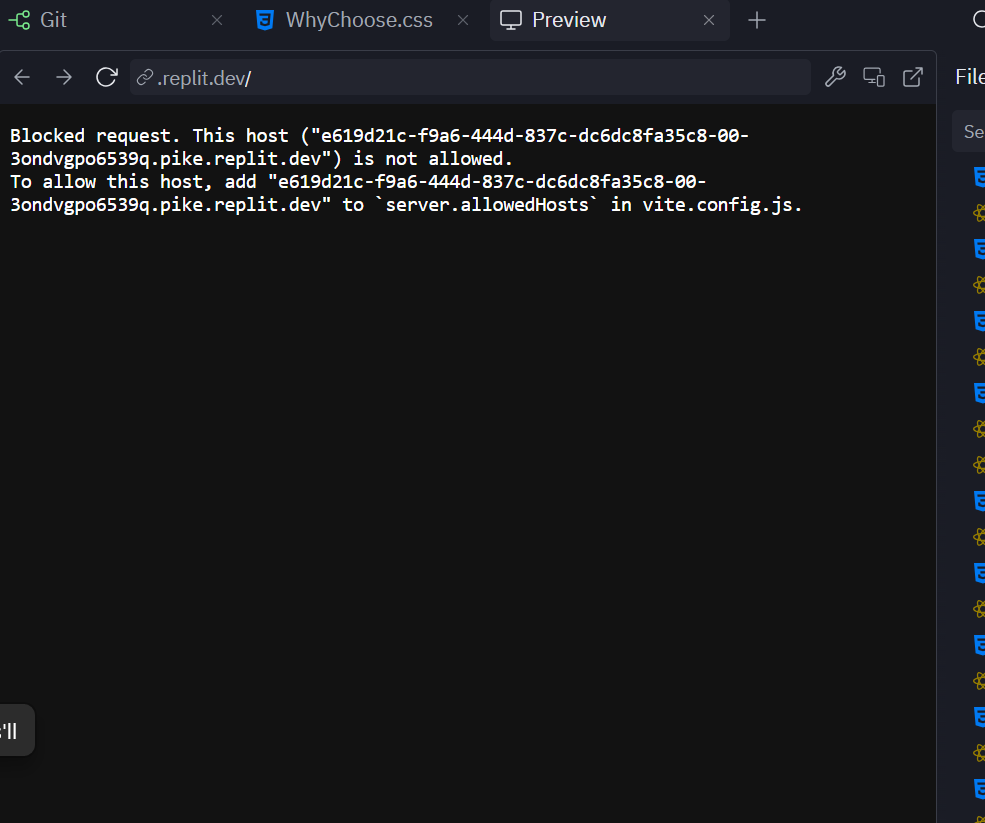 Git
WhyChoose.css
Preview
.replit.dev/
File
Se
Blocked request. This host ("e619d21c-f9a6-444d-837c-dc6dc8fa35c8-00-
3ondvgpo6539q.pike.replit.dev") is not allowed.
To allow this host, add "e619d21c-f9a6-444d-837c-dc6dc8fa35c8-00-
3ondvgpo6539q.pike.replit.dev" to `server.allowedHosts` in vite.config.js.
'll